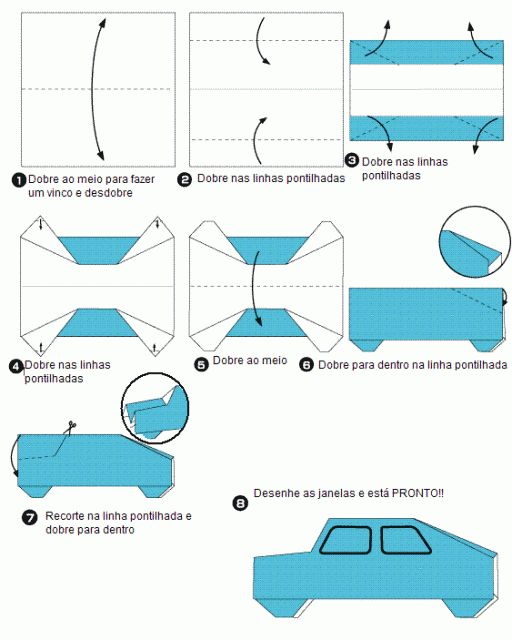 1 Dobre ao meio para fazer
um vinco e desdobre
2 Dobre nas linhas pontilhadas
3 Dobre nas linhas
pontilhadas
4 Dobre nas linhas
pontilhadas
5 Dobre ao meio
6 Dobre para dentro na linha pontilhada
7 Recorte na linha pontilhada e
dobre para dentro
8 Desenhe as janelas e está PRONTO!!